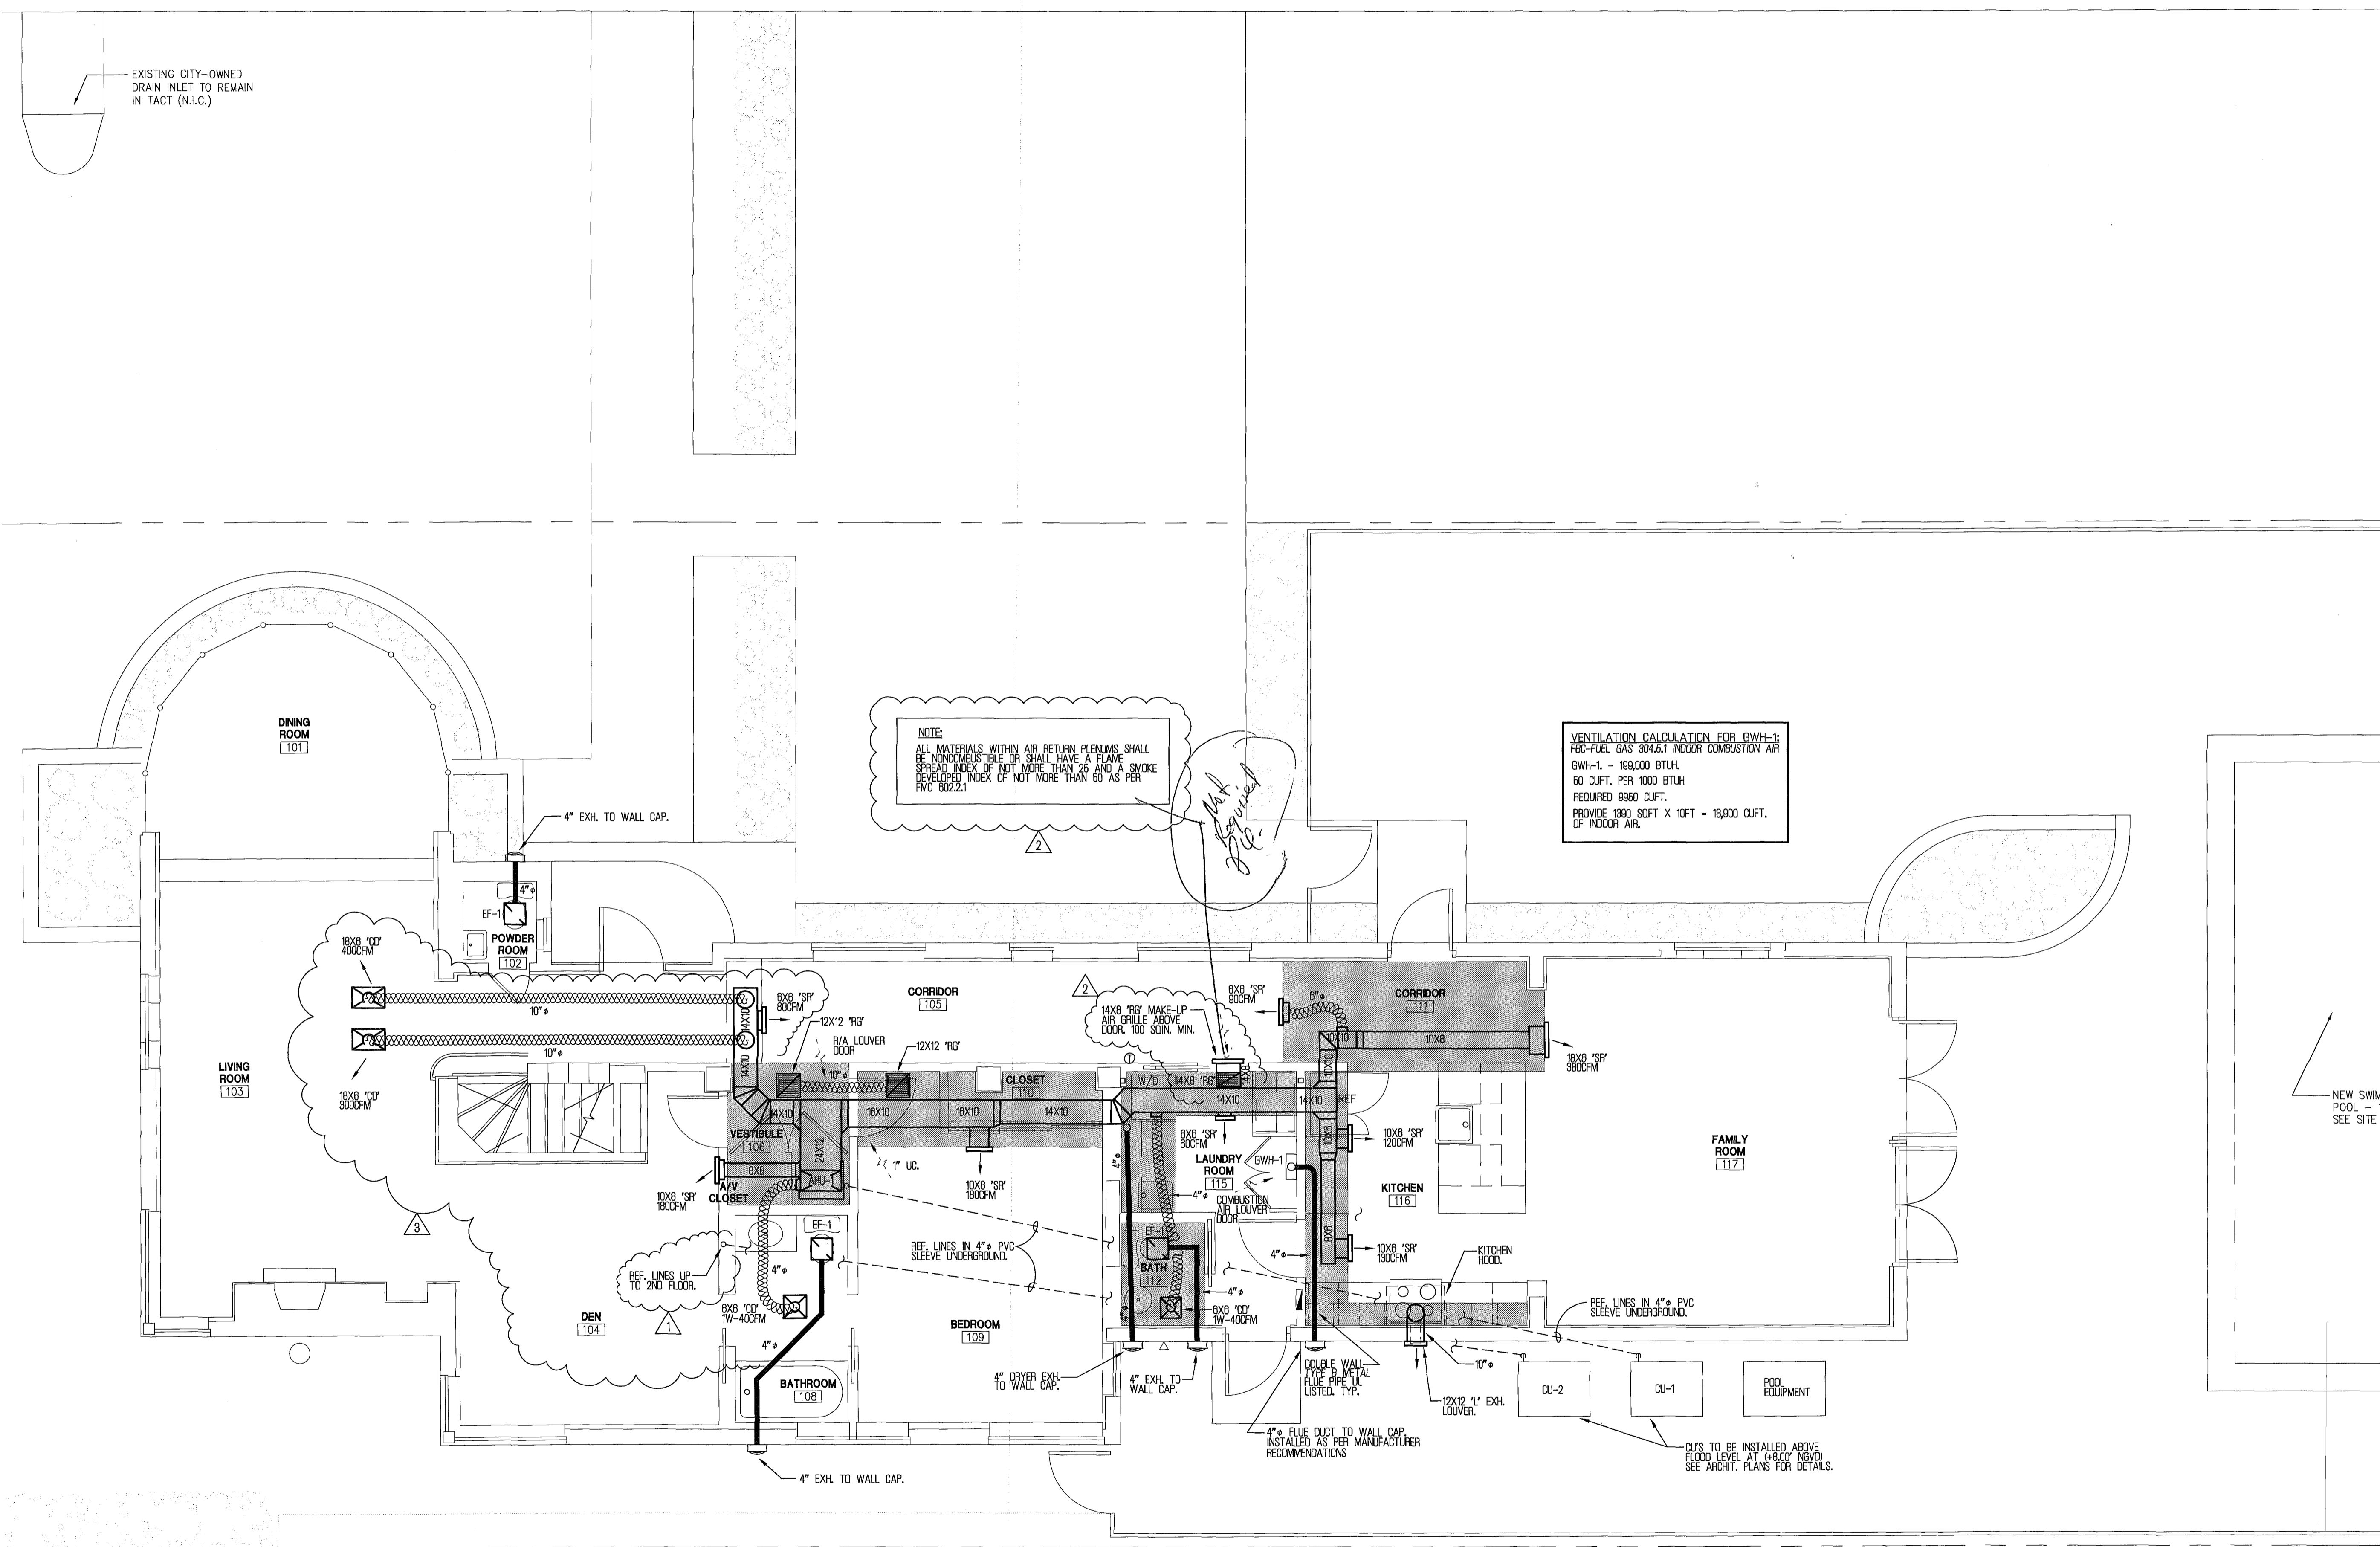 EXISTING CITY-OWNED
DRAIN INLET TO REMAIN
IN TACT (N.I.C.)
DINING
ROOM
101
NOTE:
ALL MATERIALS WITHIN AIR RETURN PLENUMS SHALL
BE NONCOMBUSTIBLE OR SHALL HAVE A FLAME
SPREAD INDEX OF NOT MORE THAN 25 AND A SMOKE
DEVELOPED INDEX OF NOT MORE THAN 50 AS PER
FMC 602.2.1
2
Not
Required
VENTILATION CALCULATION FOR GWH-1:
FBC-FUEL GAS 304.5.1 INDOOR COMBUSTION AIR
GWH-1. - 199,000 BTUH.
50 CUFT. PER 1000 BTUH
REQUIRED 9950 CUFT.
PROVIDE 1390 SQFT X 10FT = 13,900 CUFT.
OF INDOOR AIR.
4" EXH. TO WALL CAP.
4"ø
EF-1
POWDER
ROOM
102
18X6 'CD'
400CFM
10"ø
10"ø
18X6 'CD'
300CFM
LIVING
ROOM
103
14X10
14X10
6X6 'SR'
80CFM
CORRIDOR
105
12X12 'RG'
R/A LOUVER
DOOR
12X12 'RG'
10"ø
2
14X8 'RG' MAKE-UP
AIR GRILLE ABOVE
DOOR. 100 SQIN. MIN.
T
6X6 'SR'
90CFM
6"ø
CORRIDOR
111
10X10
10X8
10X10
18X6 'SR'
380CFM
NEW SWIM
POOL -
SEE SITE
CLOSET
110
W/D
14X8 'RG'
14X8
14X10
14X10
REF
14X10
16X10
16X10
14X10
VESTIBULE
106
24X12
8X8
AHU-1
A/V
CLOSET
10X6 'SR'
180CFM
1" UC.
10X6 'SR'
180CFM
4"ø
6X6 'SR'
80CFM
LAUNDRY
ROOM
115
GWH-1
4"ø
COMBUSTION
AIR LOUVER
DOOR
10X6
10X6 'SR'
120CFM
KITCHEN
116
FAMILY
ROOM
117
8X6
10X6 'SR'
130CFM
KITCHEN
HOOD.
3
EF-1
4"ø
REF. LINES UP
TO 2ND FLOOR.
REF. LINES IN 4"ø PVC
SLEEVE UNDERGROUND.
EF-1
BATH
112
4"ø
4"ø
4"ø
6X6 'CD'
1W-40CFM
DEN
104
1
6X6 'CD'
1W-40CFM
4"ø
BEDROOM
109
REF. LINES IN 4"ø PVC
SLEEVE UNDERGROUND.
BATHROOM
108
4" DRYER EXH.
TO WALL CAP.
4" EXH. TO
WALL CAP.
DOUBLE WALL
TYPE B METAL
FLUE PIPE UL
LISTED. TYP.
10"ø
12X12 'L' EXH.
LOUVER.
CU-2
CU-1
POOL
EQUIPMENT
4"ø FLUE DUCT TO WALL CAP.
INSTALLED AS PER MANUFACTURER
RECOMMENDATIONS
CU'S TO BE INSTALLED ABOVE
FLOOD LEVEL AT (+8.00' NGVD)
SEE ARCHIT. PLANS FOR DETAILS.
4" EXH. TO WALL CAP.